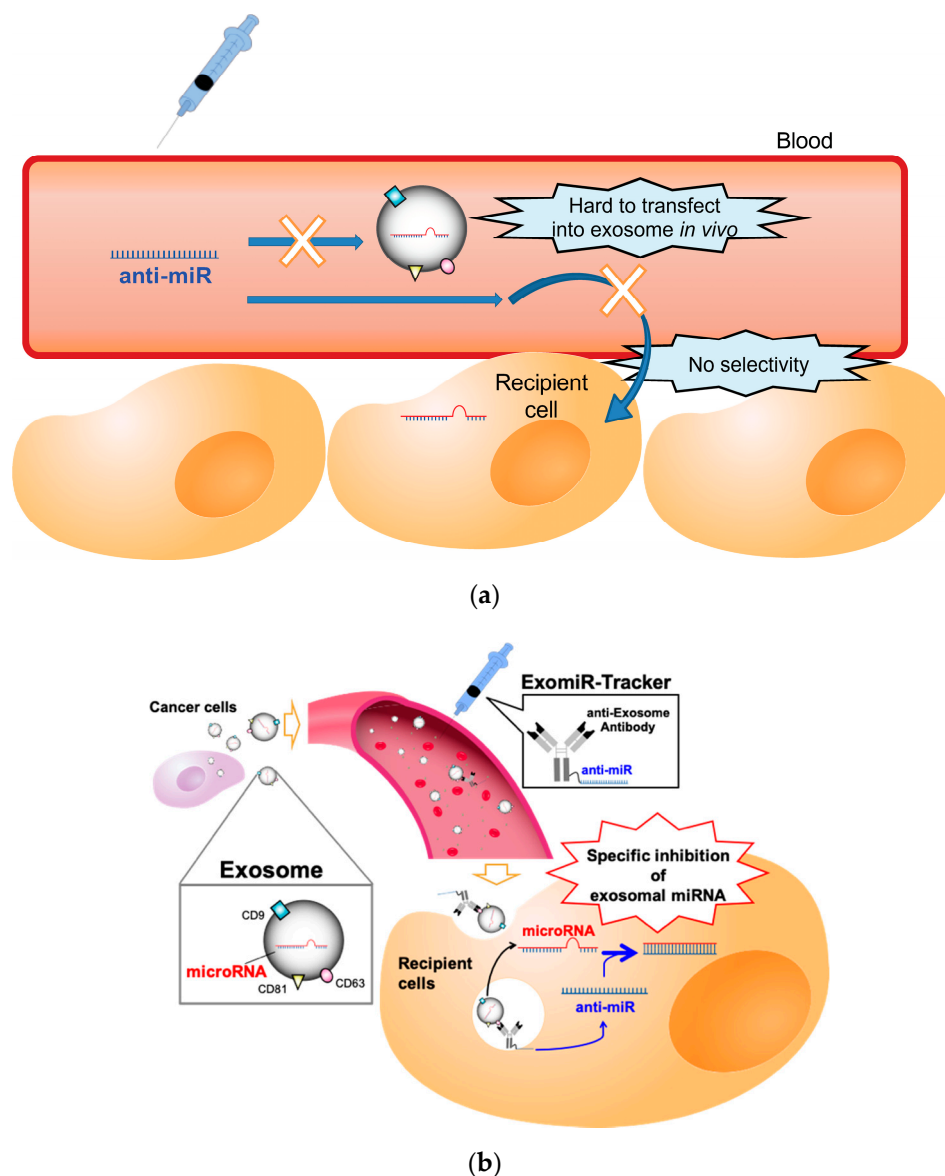 Blood
Hard to transfect
into exosome in vivo
anti-miR
No selectivity
Recipient
cell
(a)
ExomiR-Tracker
anti-Exosome
Antibody
anti-miR
Cancer cells
Specific inhibition
of
exosomal miRNA
Exosome
CD9
microRNA
CD81
CD63
microRNA
Recipient
cells
anti-miR
(b)